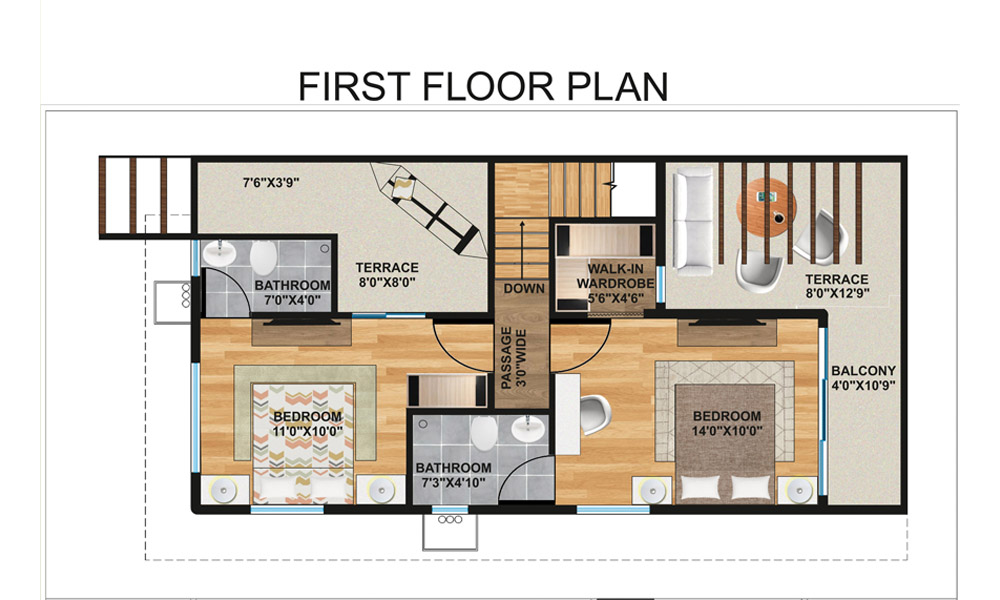 FIRST FLOOR PLAN
7'6"X3'9"
TERRACE
8'0"X8'0"
BATHROOM
7'0"X4'0"
DOWN
WALK-IN
WARDROBE
5'6"X4'6"
TERRACE
8'0"X12'9"
PASSAGE
3'0"WIDE
BALCONY
4'0"X10'9"
BEDROOM
11'0"X10'0"
BEDROOM
14'0"X10'0"
BATHROOM
7'3"X4'10"